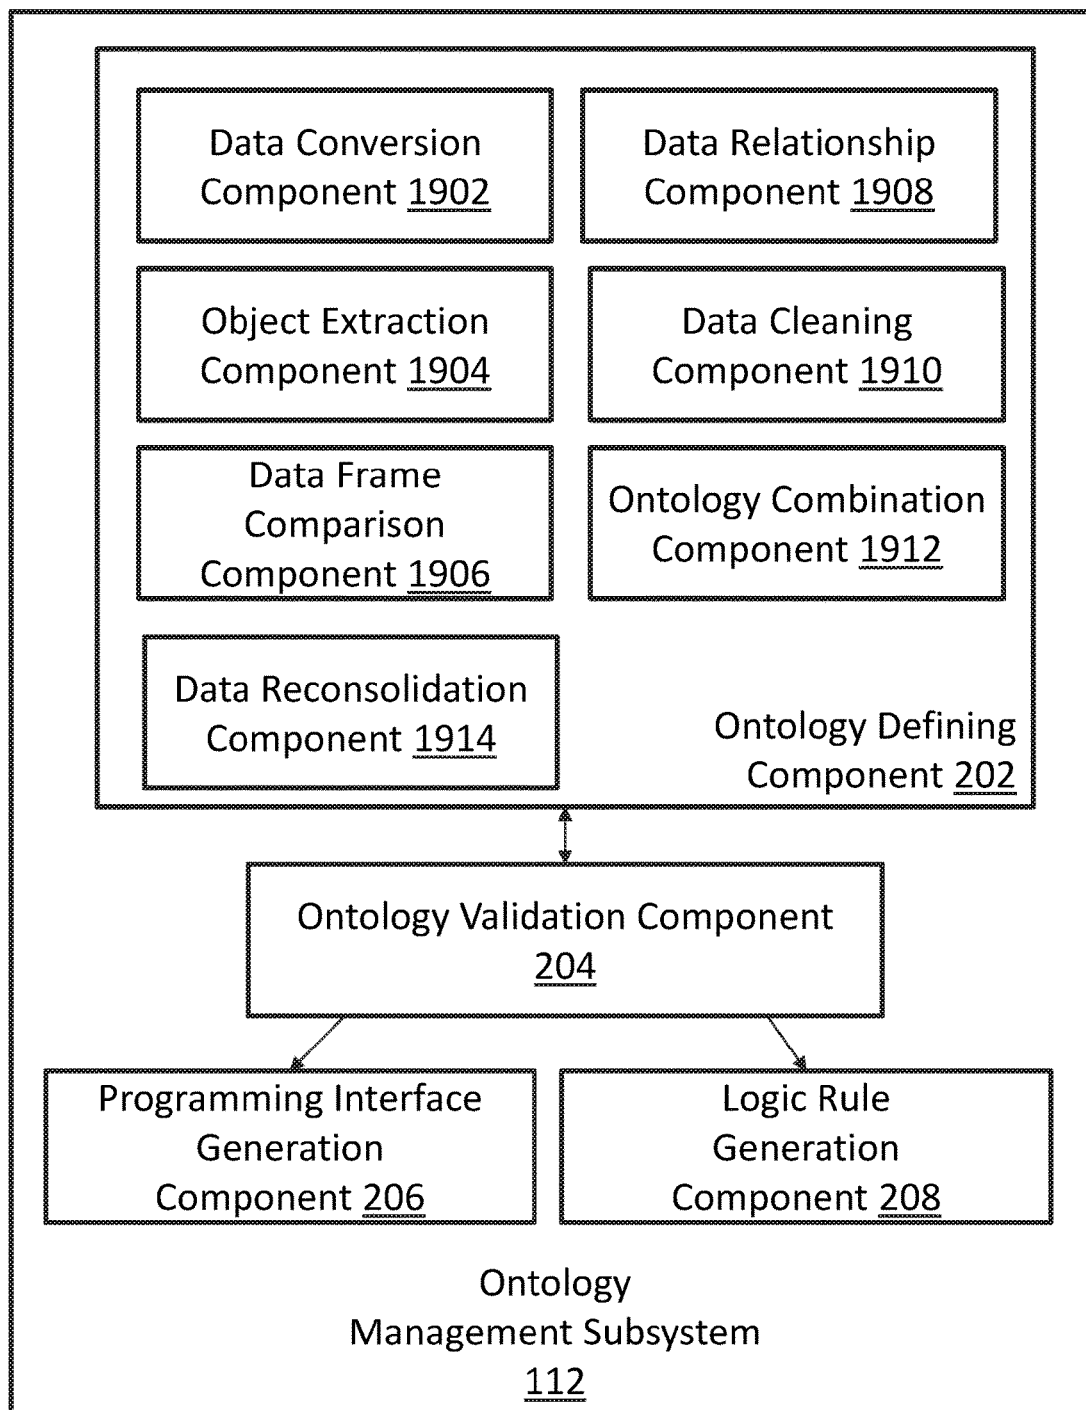 Data Conversion
Component 1902
Data Relationship
Component 1908
Object Extraction
Component 1904
Data Cleaning
Component 1910
Data Frame
Comparison
Component 1906
Ontology Combination
Component 1912
Data Reconsolidation
Component 1914
Ontology Defining
Component 202
Ontology Validation Component
204
Programming Interface
Generation
Component 206
Logic Rule
Generation
Component 208
Ontology
Management Subsystem
112